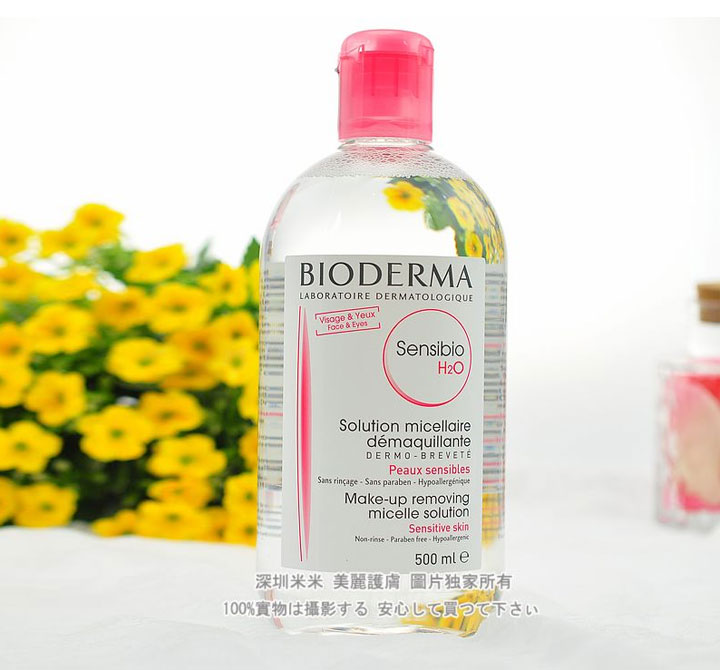 BIODERMA
LABORATOIRE DERMATOLOGIQUE
Visage & Yeux
Face & Eyes
Sensibio
H2O
Solution micellaire
démaquillante
DERMO-BREVETÉ
Peaux sensibles
Sans rinçage - Sans paraben - Hypoallergénique
Make-up removing
micelle solution
Sensitive skin
Non-rinse - Paraben free - Hypoallergenic
500 ml ℮
深圳米米 美麗護膚 圖片独家所有
100%實物は攝影する 安心して買つて下さい